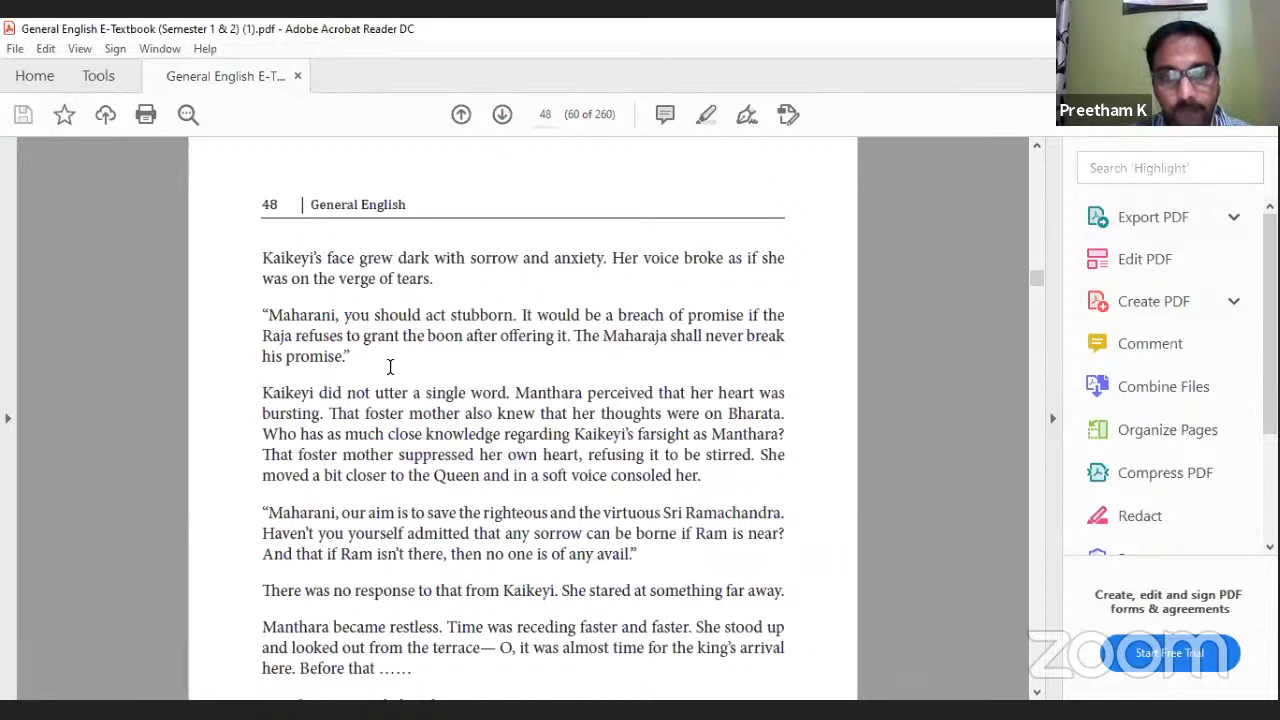 General English E-Textbook (Semester 1 & 2) (1).pdf - Adobe Acrobat Reader DC
File Edit View Sign Window Help
Home Tools General English E-T... ×
48 (60 of 260)
Preetham K
Search 'Highlight'
48 | General English
Kaikeyi’s face grew dark with sorrow and anxiety. Her voice broke as if she
was on the verge of tears.
“Maharani, you should act stubborn. It would be a breach of promise if the
Raja refuses to grant the boon after offering it. The Maharaja shall never break
his promise.”
Kaikeyi did not utter a single word. Manthara perceived that her heart was
bursting. That foster mother also knew that her thoughts were on Bharata.
Who has as much close knowledge regarding Kaikeyi’s farsight as Manthara?
That foster mother suppressed her own heart, refusing it to be stirred. She
moved a bit closer to the Queen and in a soft voice consoled her.
“Maharani, our aim is to save the righteous and the virtuous Sri Ramachandra.
Haven’t you yourself admitted that any sorrow can be borne if Ram is near?
And that if Ram isn’t there, then no one is of any avail.”
There was no response to that from Kaikeyi. She stared at something far away.
Manthara became restless. Time was receding faster and faster. She stood up
and looked out from the terrace— O, it was almost time for the king’s arrival
here. Before that ……
Export PDF
Edit PDF
Create PDF
Comment
Combine Files
Organize Pages
Compress PDF
Redact
Create, edit and sign PDF
forms & agreements
Start Free Trial
zoom